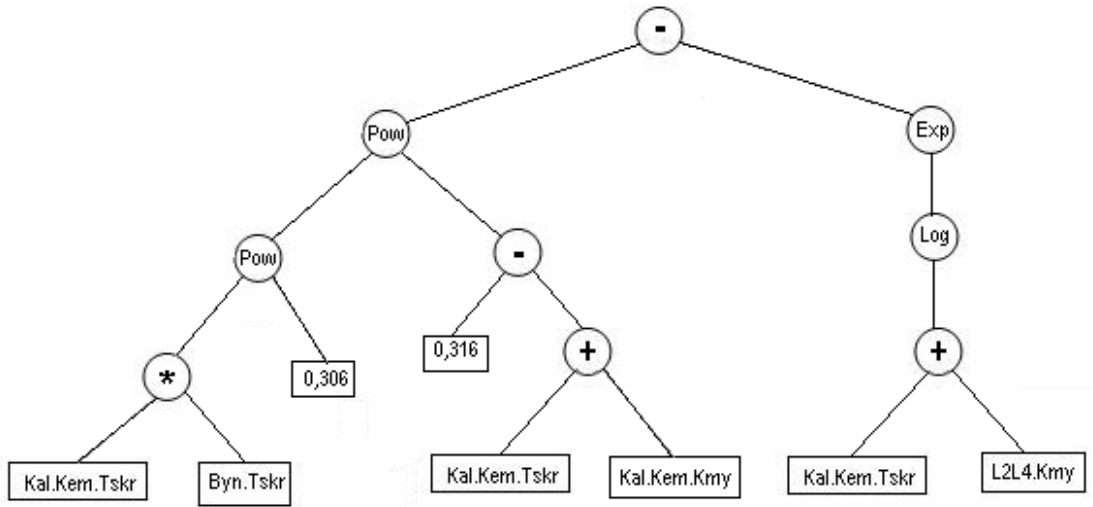 -
Pow
Exp
Pow
-
Log
*
0,306
0,316
+
+
Kal.Kem.Tskr
Byn.Tskr
Kal.Kem.Tskr
Kal.Kem.Kmy
Kal.Kem.Tskr
L2L4.Kmy